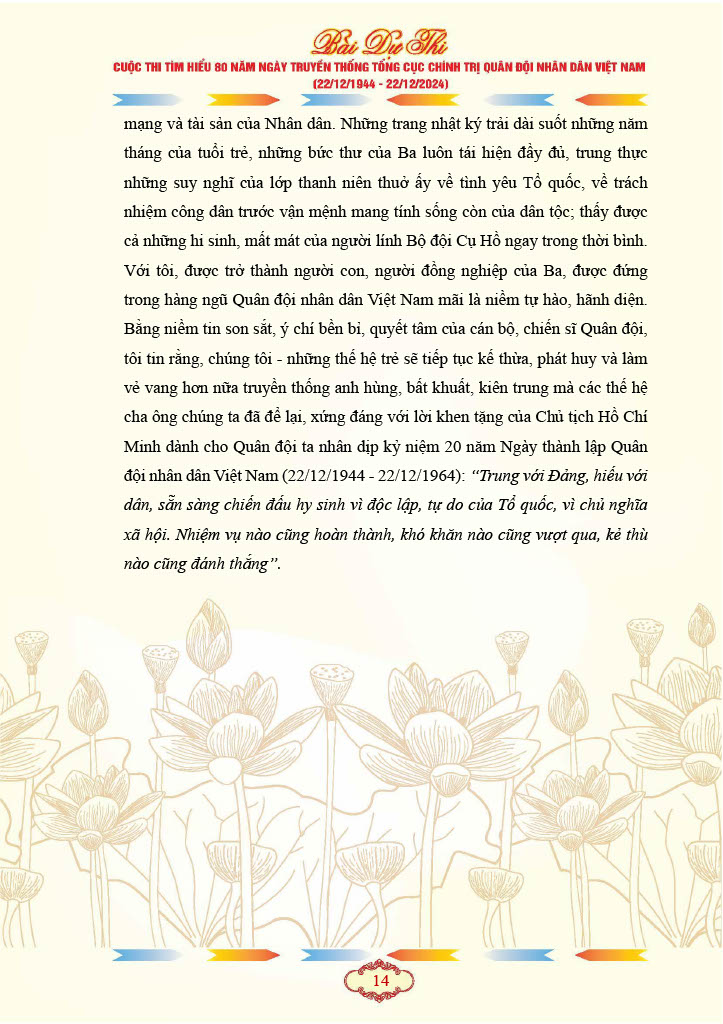 Bài Dự Thi
CUỘC THI TÌM HIỂU 80 NĂM NGÀY TRUYỀN THỐNG TỔNG CỤC CHÍNH TRỊ QUÂN ĐỘI NHÂN DÂN VIỆT NAM
(22/12/1944 - 22/12/2024)
mạng và tài sản của Nhân dân. Những trang nhật ký trải dài suốt những năm
tháng của tuổi trẻ, những bức thư của Ba luôn tái hiện đầy đủ, trung thực
những suy nghĩ của lớp thanh niên thuở ấy về tình yêu Tổ quốc, về trách
nhiệm công dân trước vận mệnh mang tính sống còn của dân tộc; thấy được
cả những hi sinh, mất mát của người lính Bộ đội Cụ Hồ ngay trong thời bình.
Với tôi, được trở thành người con, người đồng nghiệp của Ba, được đứng
trong hàng ngũ Quân đội nhân dân Việt Nam mãi là niềm tự hào, hãnh diện.
Bằng niềm tin son sắt, ý chí bền bỉ, quyết tâm của cán bộ, chiến sĩ Quân đội,
tôi tin rằng, chúng tôi - những thế hệ trẻ sẽ tiếp tục kế thừa, phát huy và làm
vẻ vang hơn nữa truyền thống anh hùng, bất khuất, kiên trung mà các thế hệ
cha ông chúng ta đã để lại, xứng đáng với lời khen tặng của Chủ tịch Hồ Chí
Minh dành cho Quân đội ta nhân dịp kỷ niệm 20 năm Ngày thành lập Quân
đội nhân dân Việt Nam (22/12/1944 - 22/12/1964): “Trung với Đảng, hiếu với
dân, sẵn sàng chiến đấu hy sinh vì độc lập, tự do của Tổ quốc, vì chủ nghĩa
xã hội. Nhiệm vụ nào cũng hoàn thành, khó khăn nào cũng vượt qua, kẻ thù
nào cũng đánh thắng”.
14